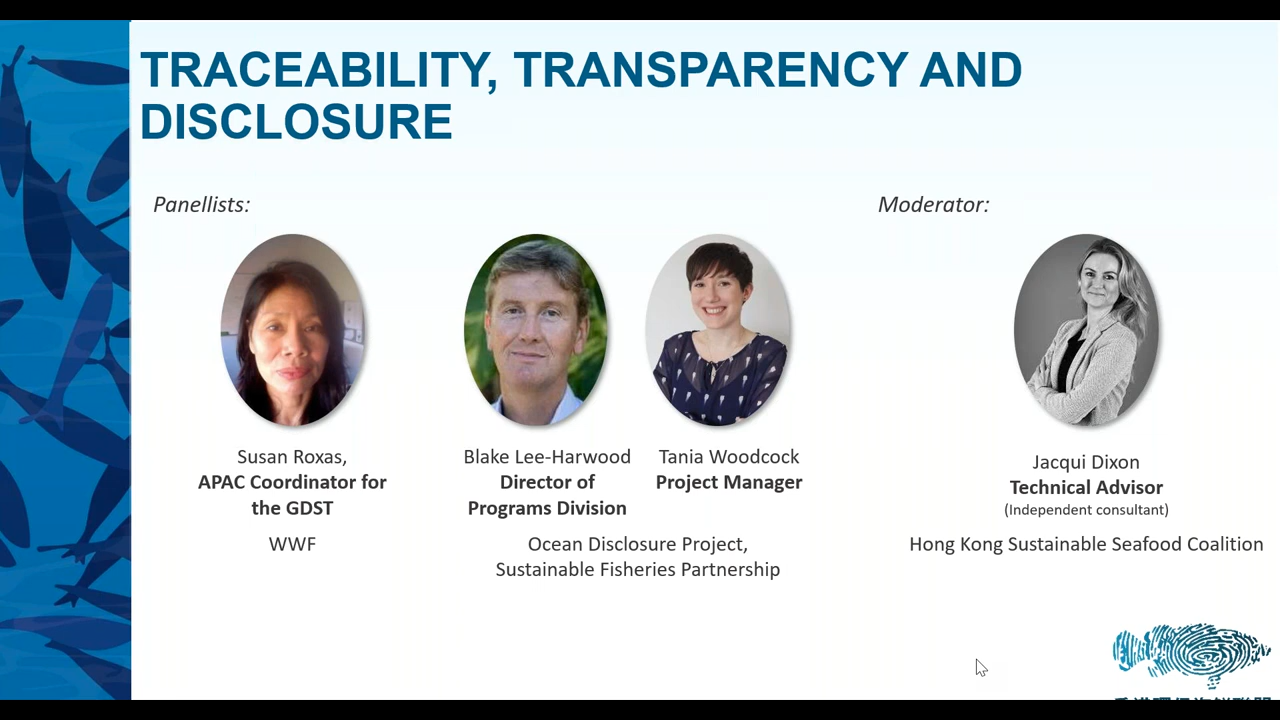 TRACEABILITY, TRANSPARENCY AND
DISCLOSURE
Panellists:
Moderator:
Susan Roxas,
APAC Coordinator for
the GDST
WWF
Blake Lee-Harwood
Director of
Programs Division
Tania Woodcock
Project Manager
Ocean Disclosure Project,
Sustainable Fisheries Partnership
Jacqui Dixon
Technical Advisor
(Independent consultant)
Hong Kong Sustainable Seafood Coalition